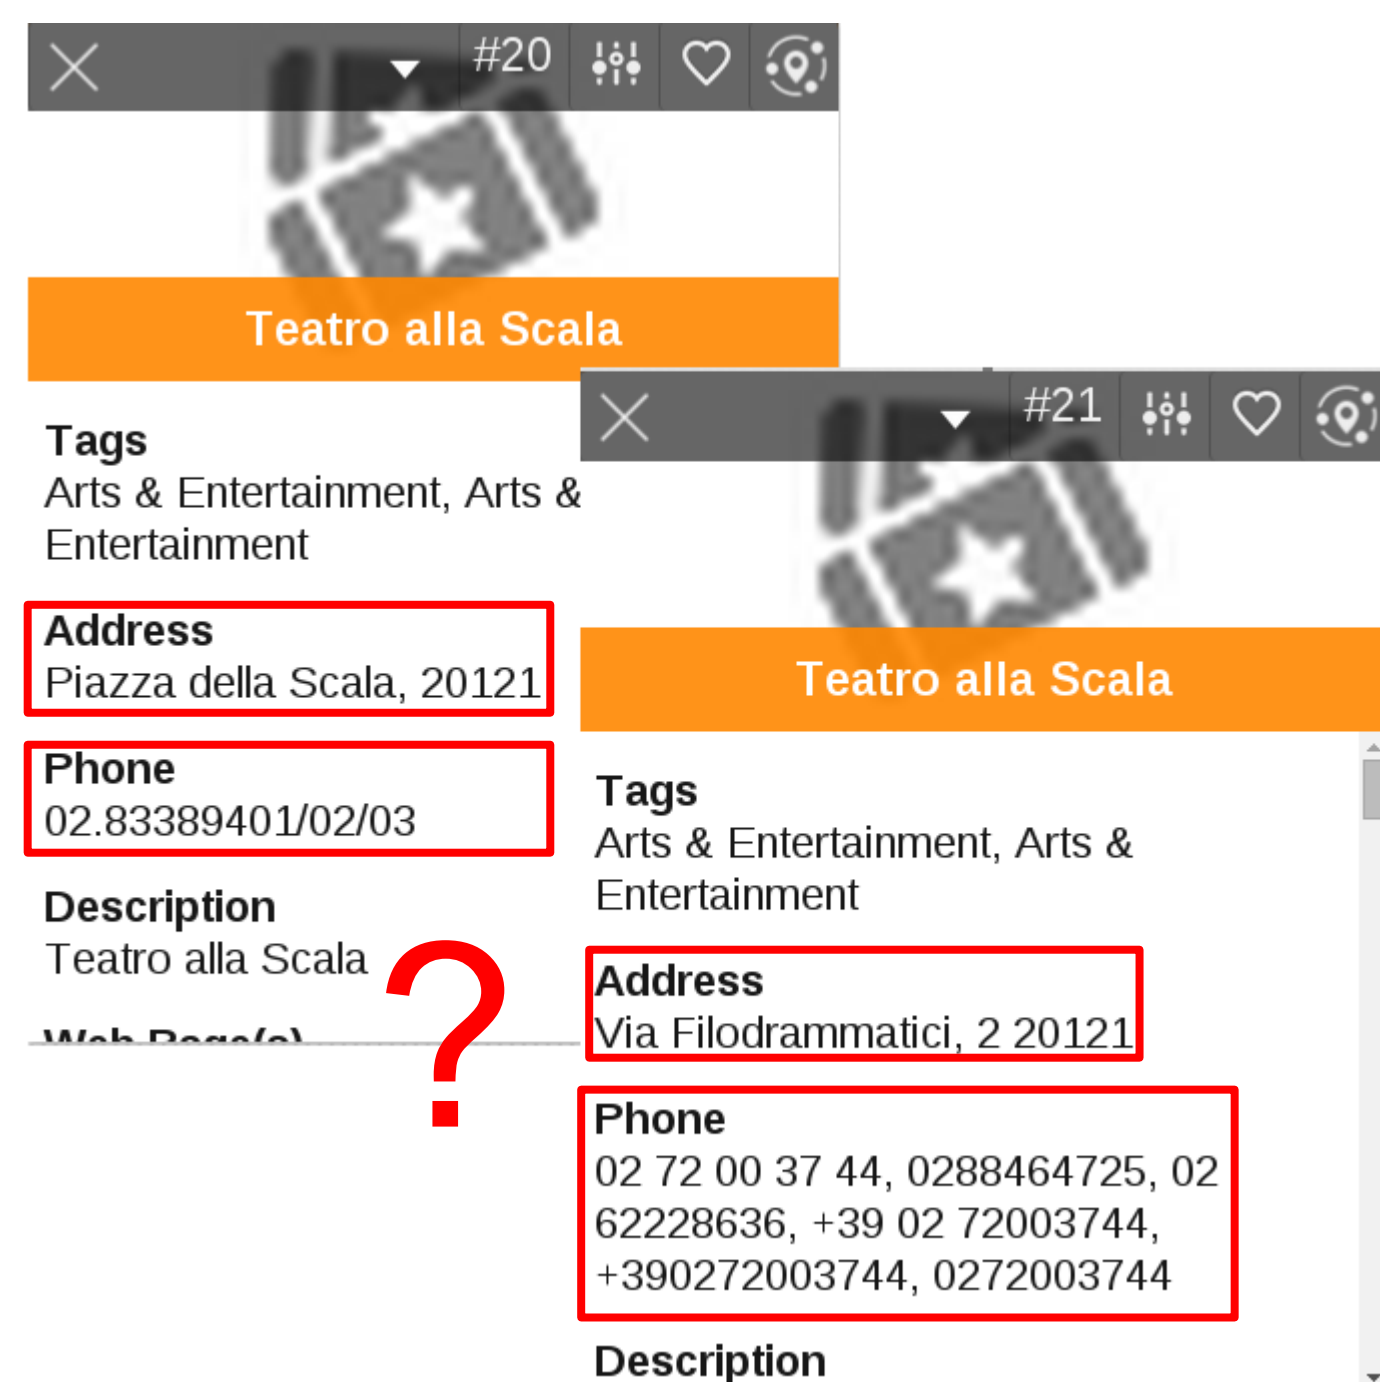 #20
Teatro alla Scala
Tags
Arts & Entertainment, Arts &
Entertainment
Address
Piazza della Scala, 20121
Phone
02.83389401/02/03
Description
Teatro alla Scala
Web Page(s)
?
#21
Teatro alla Scala
Tags
Arts & Entertainment, Arts &
Entertainment
Address
Via Filodrammatici, 2 20121
Phone
02 72 00 37 44, 0288464725, 02
62228636, +39 02 72003744,
+390272003744, 0272003744
Description